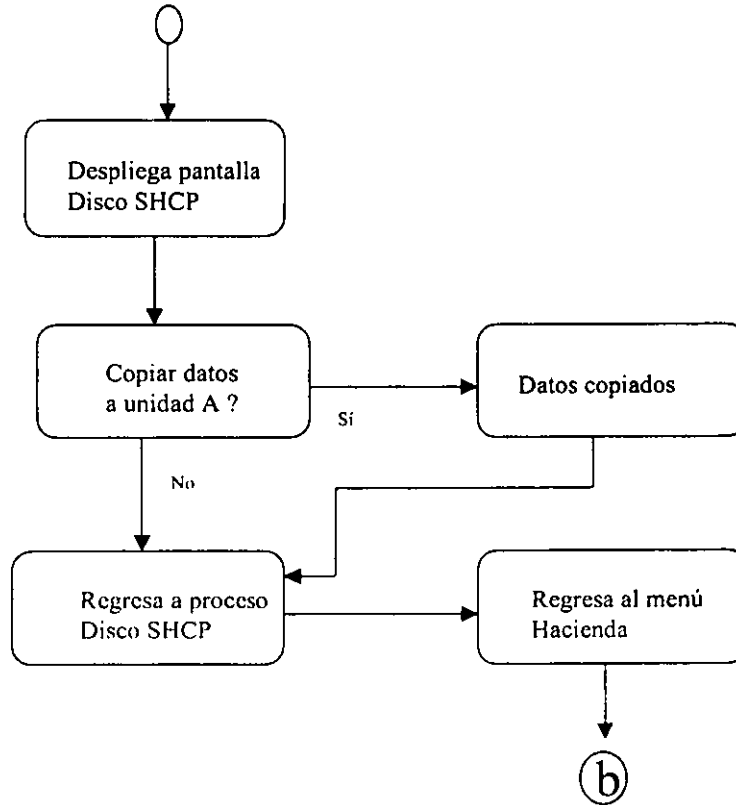 Despliega pantalla
Disco SHCP
Copiar datos
a unidad A ?
Sí
Datos copiados
No
Regresa a proceso
Disco SHCP
Regresa al menú
Hacienda
b